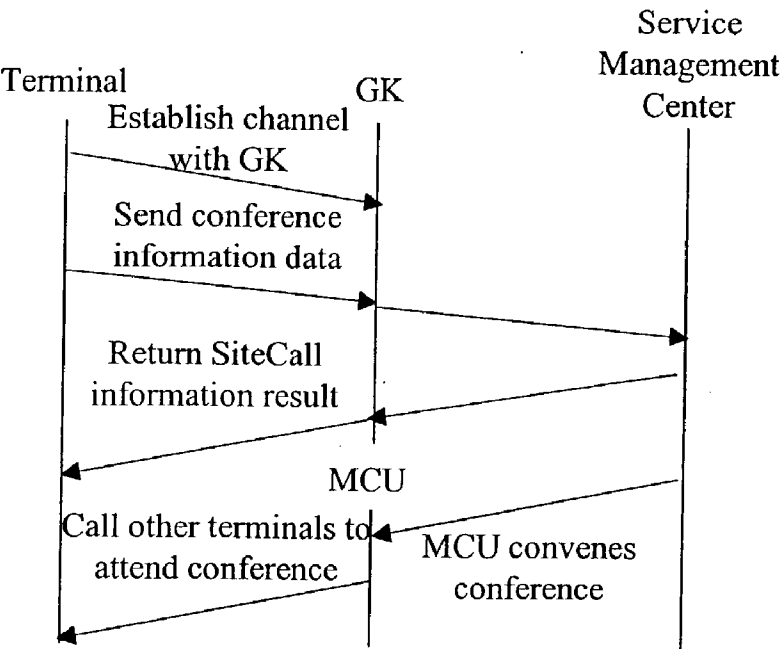 Service
Management
Center
Terminal
GK
Establish channel
with GK
Send conference
information data
Return SiteCall
information result
MCU
Call other terminals to
attend conference
MCU convenes
conference